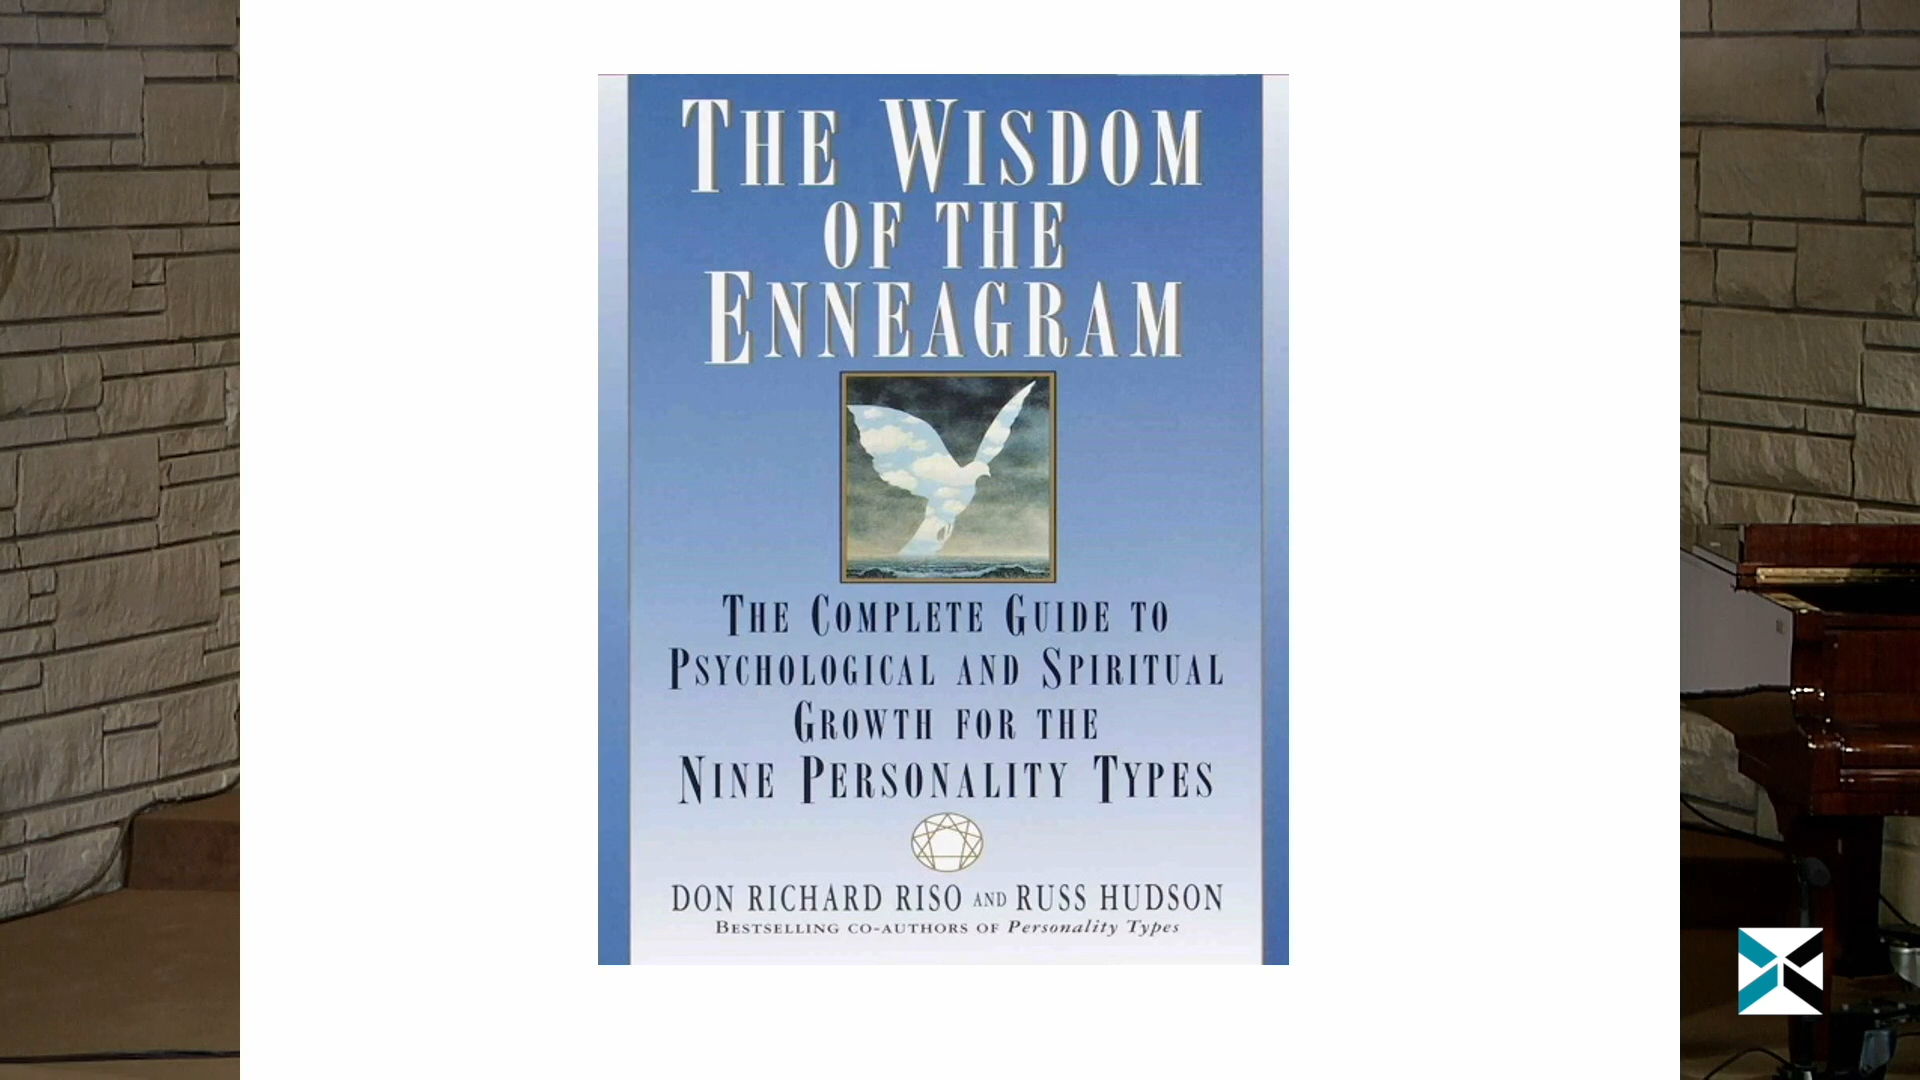 THE WISDOM
OF THE
ENNEAGRAM
THE COMPLETE GUIDE TO
PSYCHOLOGICAL AND SPIRITUAL
GROWTH FOR THE
NINE PERSONALITY TYPES
DON RICHARD RISO AND RUSS HUDSON
BESTSELLING CO-AUTHORS OF Personality Types